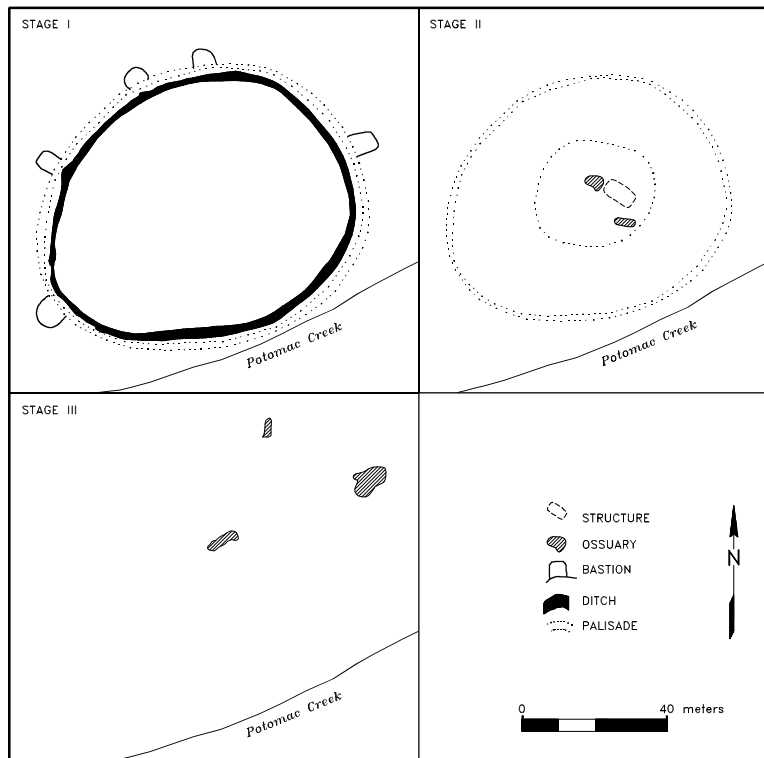 STAGE I
Potomac Creek
STAGE II
Potomac Creek
STAGE III
Potomac Creek
STRUCTURE
OSSUARY
BASTION
DITCH
PALISADE
N
0 40 meters